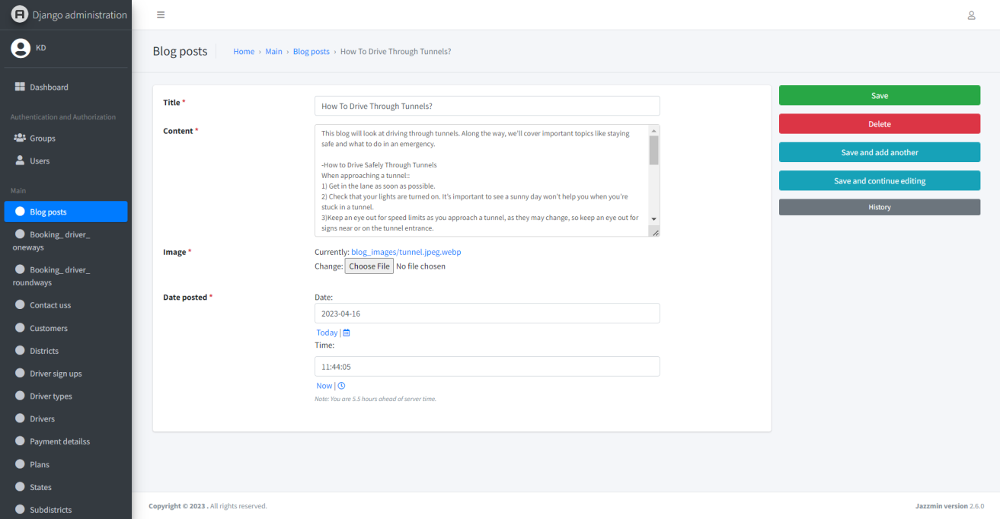 Django administration
KD
Dashboard
Authentication and Authorization
Groups
Users
Main
Blog posts
Booking_ driver_
oneways
Booking_ driver_
roundways
Contact uss
Customers
Districts
Driver sign ups
Driver types
Drivers
Payment detailss
Plans
States
Subdistricts
Blog posts
Home › Main › Blog posts › How To Drive Through Tunnels?
Title *
How To Drive Through Tunnels?
Content *
This blog will look at driving through tunnels. Along the way, we'll cover important topics like staying
safe and what to do in an emergency.
-How to Drive Safely Through Tunnels
When approaching a tunnel::
1) Get in the lane as soon as possible.
2) Check that your lights are turned on. It's important to see a sunny day won't help you when you're
stuck in a tunnel.
3)Keep an eye out for speed limits as you approach a tunnel, as they may change, so keep an eye out for
signs near or on the tunnel entrance.
Image *
Currently: blog_images/tunnel.jpeg.webp
Change: Choose File No file chosen
Date posted *
Date:
2023-04-16
Today |
Time:
11:44:05
Now |
Note: You are 5.5 hours ahead of server time.
Save
Delete
Save and add another
Save and continue editing
History
Copyright © 2023 . All rights reserved.
Jazzmin version 2.6.0